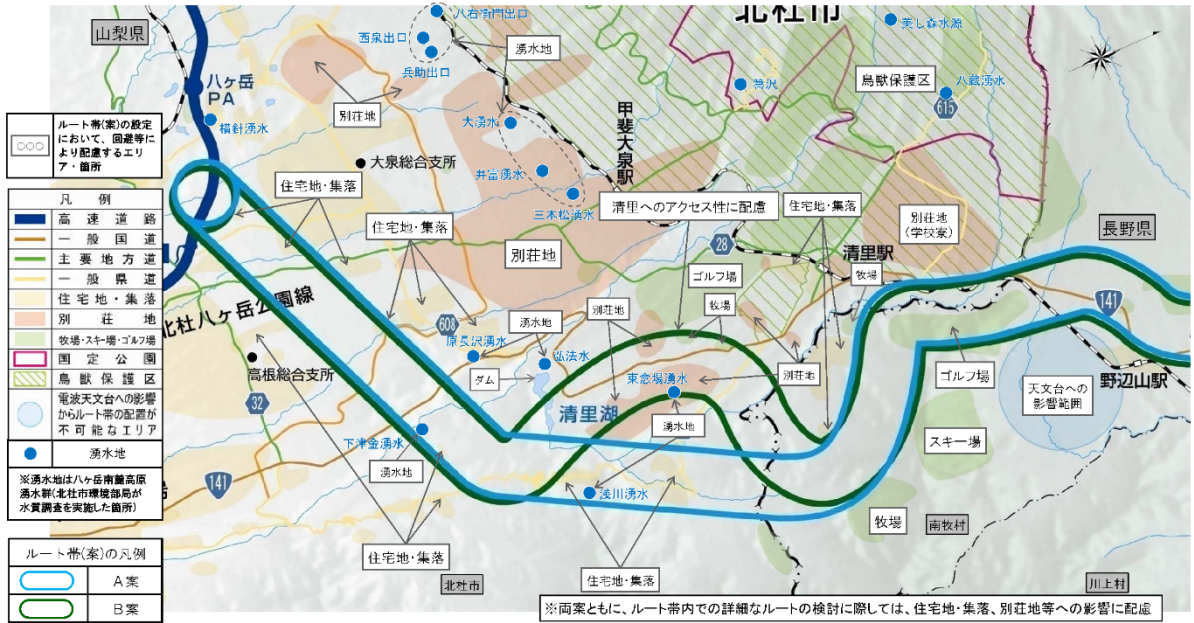 北杜市
山梨県
八右衛門出口
西泉出口
兵助出口
湧水地
美し森水源
鳥獣保護区
八蔵湧水
615
八ヶ岳
PA
横針湧水
別荘地
大湧水
甲斐大泉駅
大泉総合支所
井富湧水
三本松湧水
○○○
ルート帯(案)の設定
において、回避等に
より配慮するエリ
ア・箇所
凡例
高速道路
一般国道
主要地方道
一般県道
住宅地・集落
別荘地
牧場・スキー場・ゴルフ場
国定公園
鳥獣保護区
電波天文台への影響
からルート帯の配置が
不可能なエリア
湧水地
※湧水地は八ヶ岳南麓高原
湧水群(北杜市環境部局が
水質調査を実施した箇所)
ルート帯(案)の凡例
A案
B案
住宅地・集落
住宅地・集落
清里へのアクセス性に配慮
住宅地・集落
別荘地
(学校寮)
長野県
別荘地
28
清里駅
ゴルフ場
牧場
牧場
141
北杜八ヶ岳公園線
608
原長沢湧水
湧水地
別荘地
弘法水
ダム
高根総合支所
32
東念場湧水
別荘地
ゴルフ場
天文台への
影響範囲
野辺山駅
清里湖
湧水地
下津金湧水
湧水地
スキー場
141
浅川湧水
牧場
南牧村
住宅地・集落
北杜市
住宅地・集落
川上村
※両案ともに、ルート帯内での詳細なルートの検討に際しては、住宅地・集落、別荘地等への影響に配慮